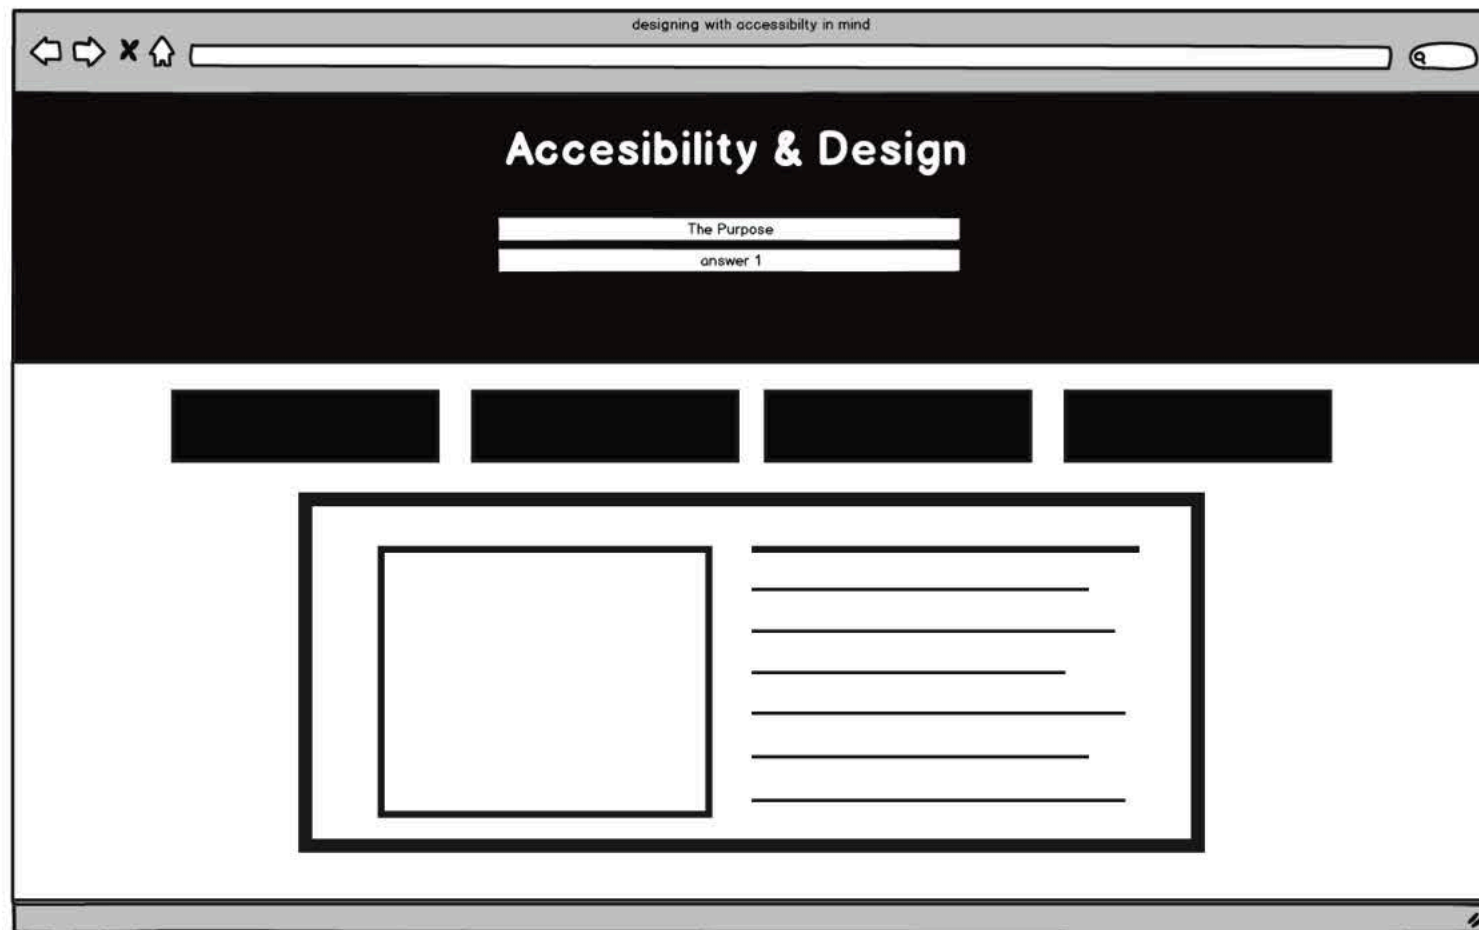 designing with accessibilty in mind
Accesibility & Design
The Purpose
answer 1